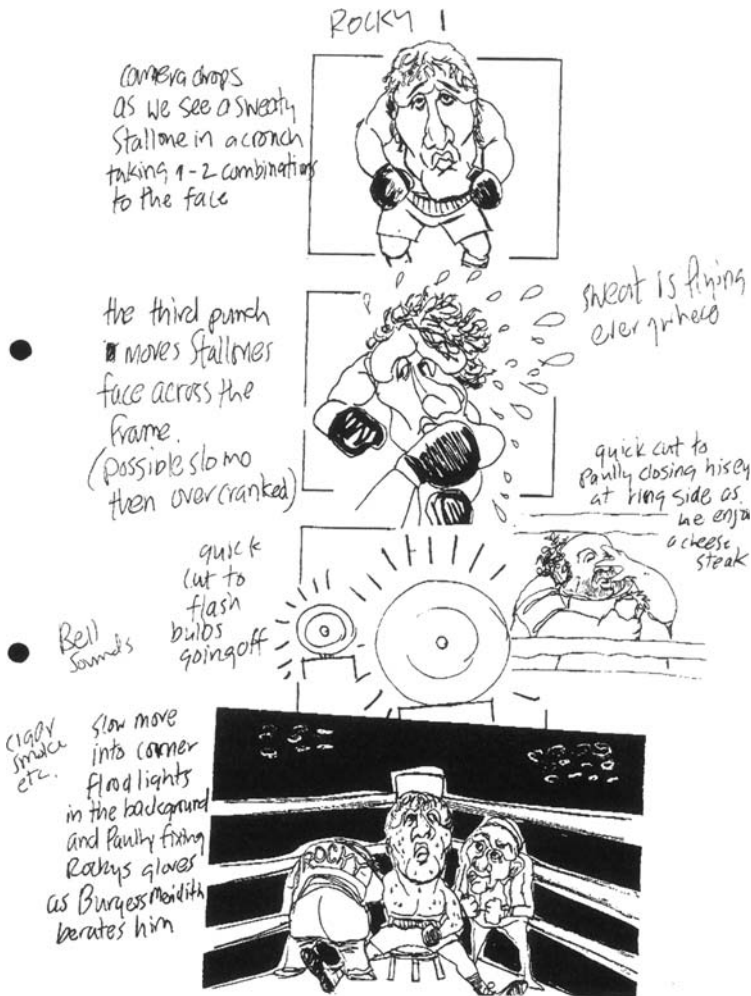 ROCKY 1
camera drops
as we see a sweaty
Stallone in a cronch
taking 1-2 combinations
to the face
the third punch
moves Stallones
face across the
frame.
(possible slo mo
then overcranked)
sweat is flying
everywhere
quick cut to
Paully closing his ey
at ring side as
he enjo
a cheese
steak
quick
cut to
flash
bulbs
going off
Bell
Sounds
cigar
smoke
etc.
slow move
into corner
flood lights
in the background
and Paully fixing
Rockys gloves
as Burgess Meridith
berates him
ROCKY